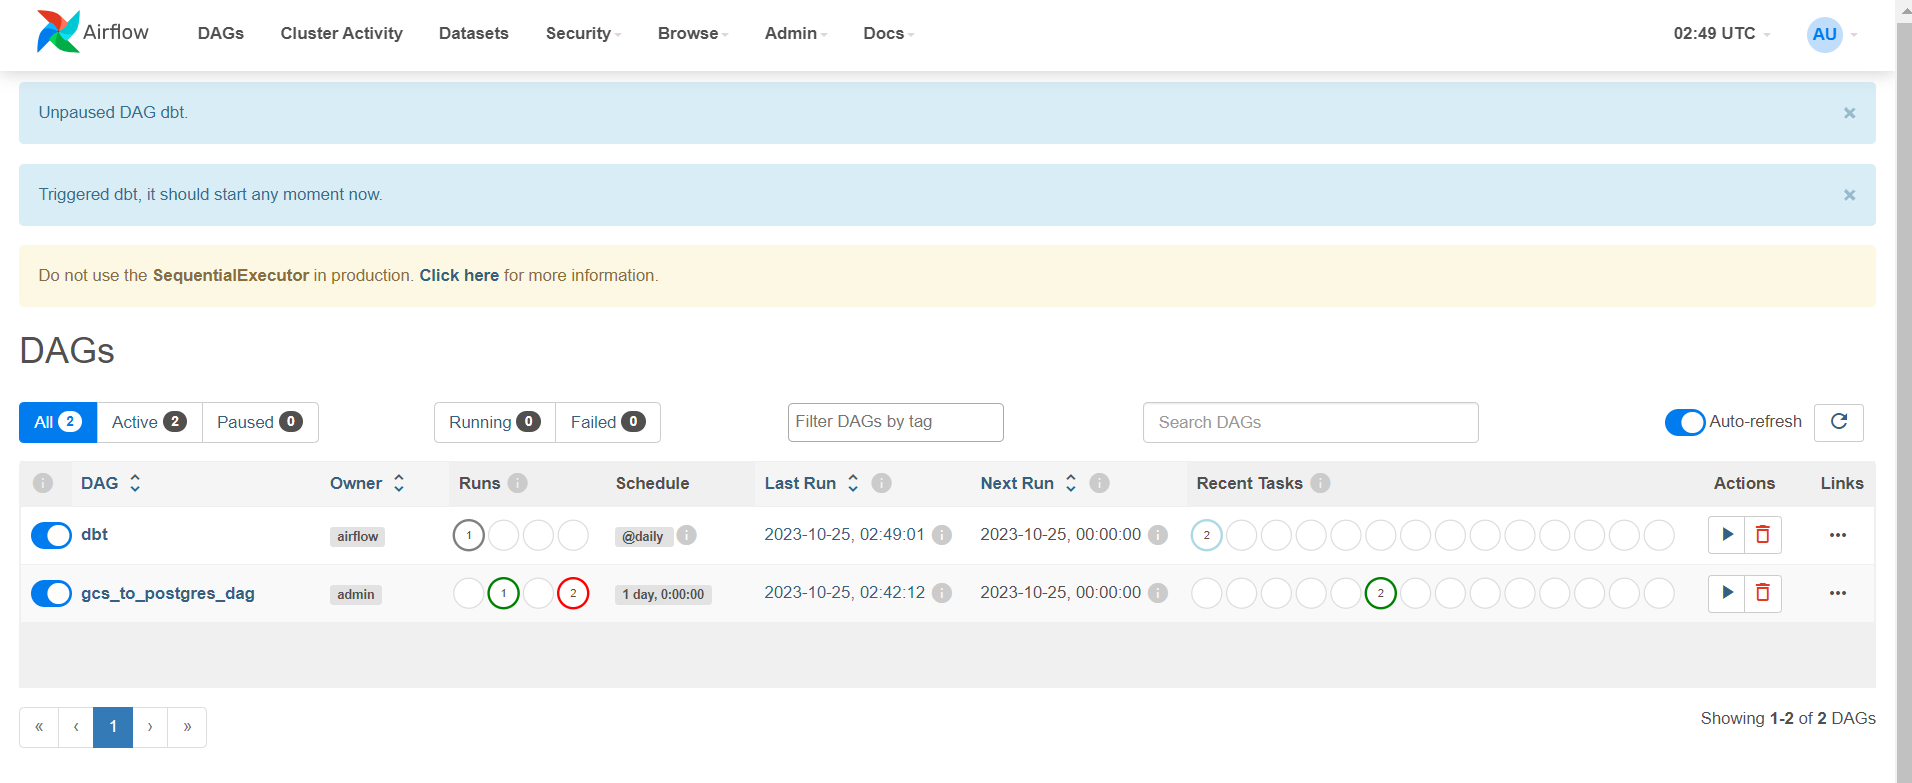 Airflow DAGs Cluster Activity Datasets Security Browse Admin Docs 02:49 UTC AU
Unpaused DAG dbt. ×
Triggered dbt, it should start any moment now. ×
Do not use the SequentialExecutor in production. Click here for more information.
DAGs
All 2 Active 2 Paused 0 Running 0 Failed 0 Filter DAGs by tag Search DAGs Auto-refresh
i DAG Owner Runs i Schedule Last Run i Next Run i Recent Tasks i Actions Links
dbt airflow 1 @daily i 2023-10-25, 02:49:01 i 2023-10-25, 00:00:00 i 2 ...
gcs_to_postgres_dag admin 1 2 1 day, 0:00:00 2023-10-25, 02:42:12 i 2023-10-25, 00:00:00 i 2 ...
« ‹ 1 › » Showing 1-2 of 2 DAGs